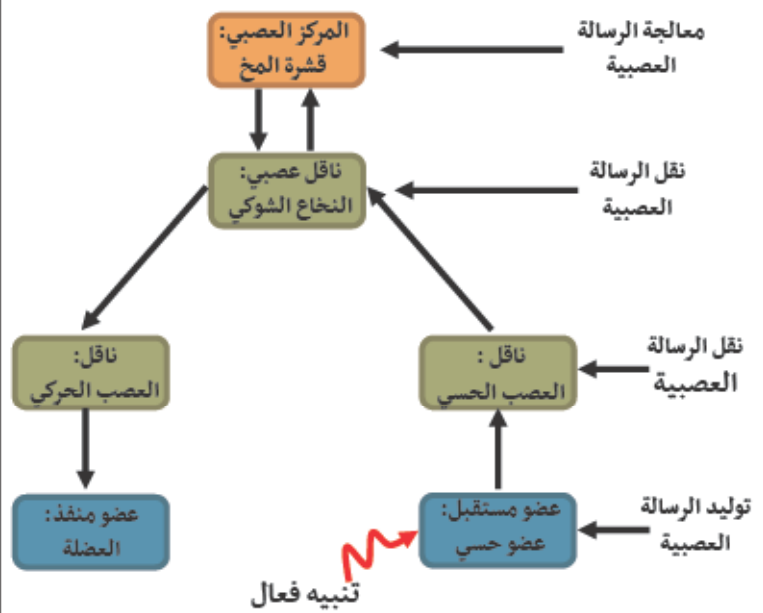 المركز العصبي:
قشرة المخ
معالجة الرسالة
العصبية
ناقل عصبي:
النخاع الشوكي
نقل الرسالة
العصبية
ناقل :
العصب الحسي
نقل الرسالة
العصبية
ناقل:
العصب الحركي
عضو مستقبل:
عضو حسي
توليد الرسالة
العصبية
عضو منفذ:
العضلة
تنبيه فعال